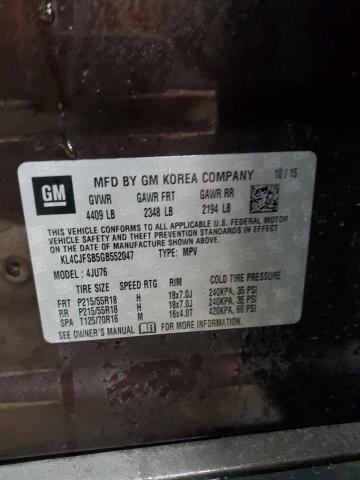 GM
MFD BY GM KOREA COMPANY 10 / 15
GVWR GAWR FRT GAWR RR
4409 LB 2348 LB 2194 LB
THIS VEHICLE CONFORMS TO ALL APPLICABLE U.S. FEDERAL MOTOR
VEHICLE SAFETY, BUMPER, AND THEFT PREVENTION STANDARDS IN
EFFECT ON THE DATE OF MANUFACTURE SHOWN ABOVE.
KL4CJFSB5GB552047 TYPE: MPV
MODEL: 4JU76
TIRE SIZE SPEED RTG RIM COLD TIRE PRESSURE
FRT P215/55R18 H 18x7.0J 240KPA, 35 PSI
RR P215/55R18 H 18x7.0J 240KPA, 35 PSI
SPA T125/70R16 M 16x4.0T 420KPA, 60 PSI
SEE OWNER'S MANUAL FOR ADDITIONAL INFORMATION.